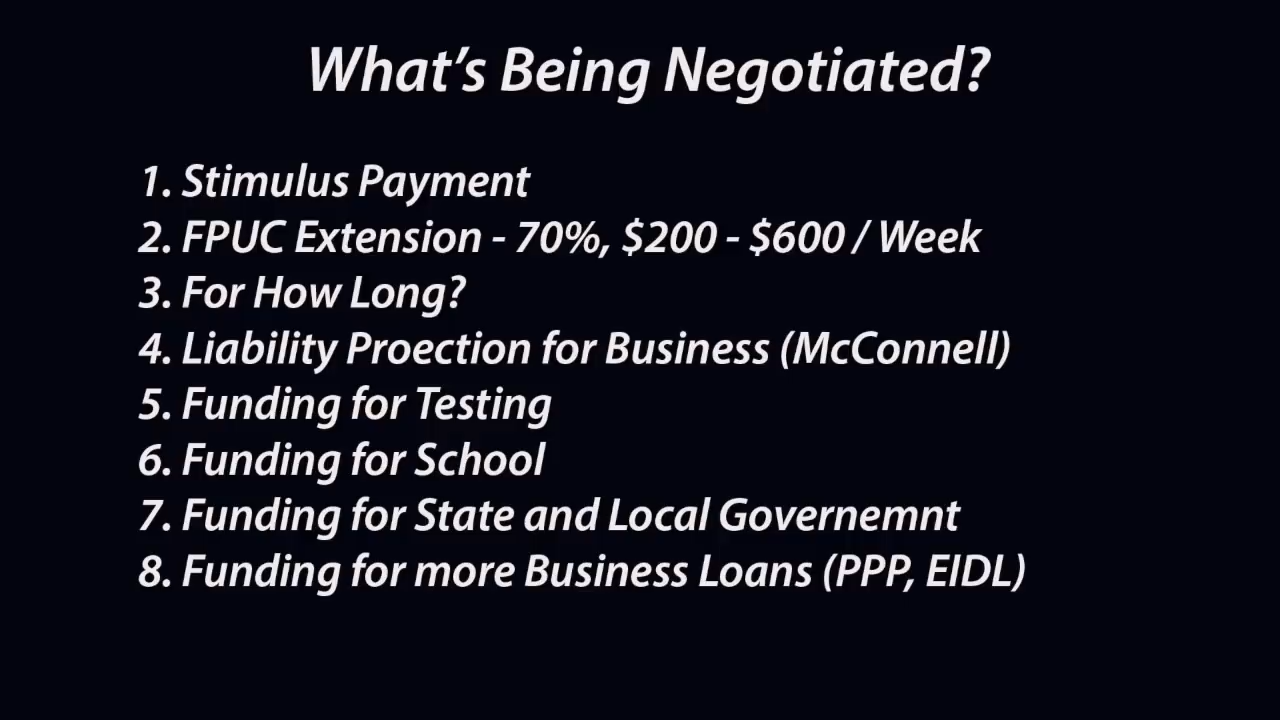 What's Being Negotiated?
1. Stimulus Payment
2. FPUC Extension - 70%, $200 - $600 / Week
3. For How Long?
4. Liability Proection for Business (McConnell)
5. Funding for Testing
6. Funding for School
7. Funding for State and Local Governemnt
8. Funding for more Business Loans (PPP, EIDL)